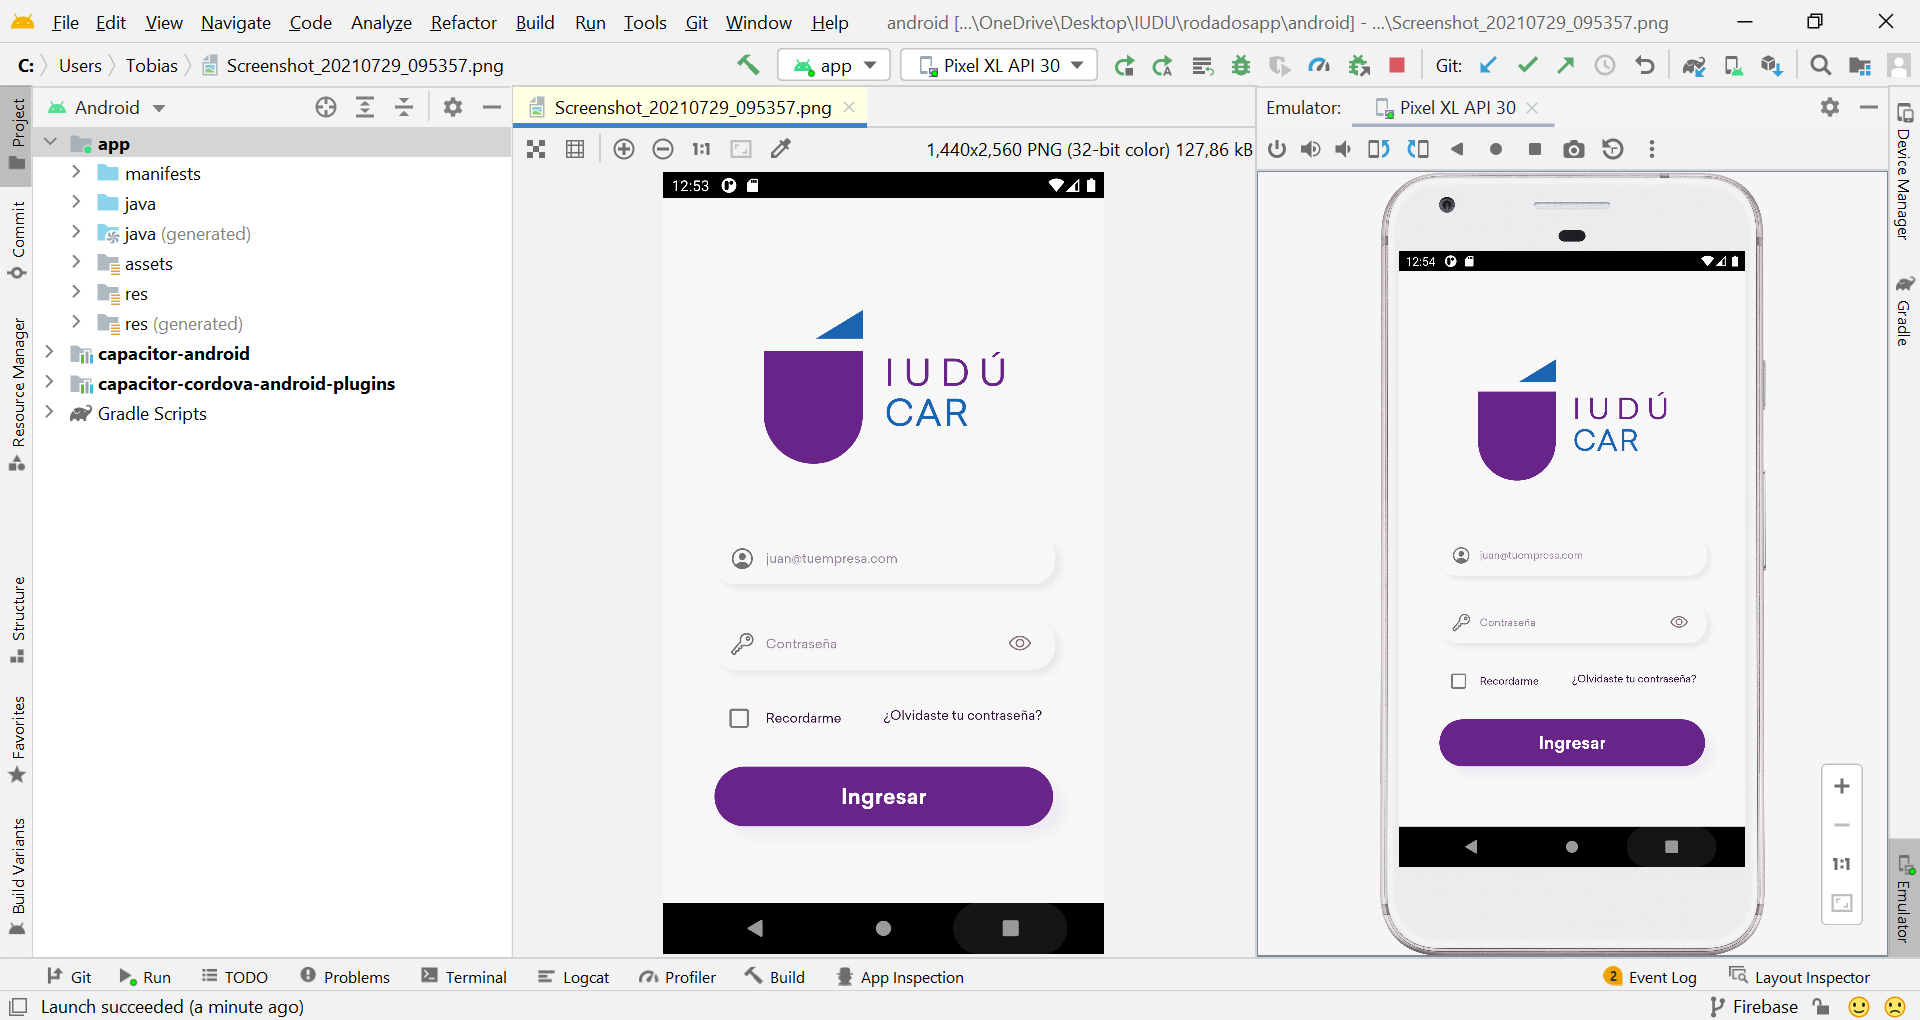 File Edit View Navigate Code Analyze Refactor Build Run Tools Git Window Help android [...\OneDrive\Desktop\IUDU\rodadosapp\android] - ...\Screenshot_20210729_095357.png
C: Users Tobias Screenshot_20210729_095357.png app Pixel XL API 30 Git:
Android
Screenshot_20210729_095357.png
Emulator: Pixel XL API 30
1:1 1,440x2,560 PNG (32-bit color) 127,86 kB
Project
Commit
Resource Manager
Structure
Favorites
Build Variants
app
manifests
java
java (generated)
assets
res
res (generated)
capacitor-android
capacitor-cordova-android-plugins
Gradle Scripts
12:53
IUDÚ
CAR
juan@tuempresa.com
Contraseña
Recordarme ¿Olvidaste tu contraseña?
Ingresar
12:54
IUDÚ
CAR
juan@tuempresa.com
Contraseña
Recordarme ¿Olvidaste tu contraseña?
Ingresar
1:1
Device Manager
Gradle
Emulator
Git Run TODO Problems Terminal Logcat Profiler Build App Inspection 2 Event Log Layout Inspector
Launch succeeded (a minute ago) Firebase